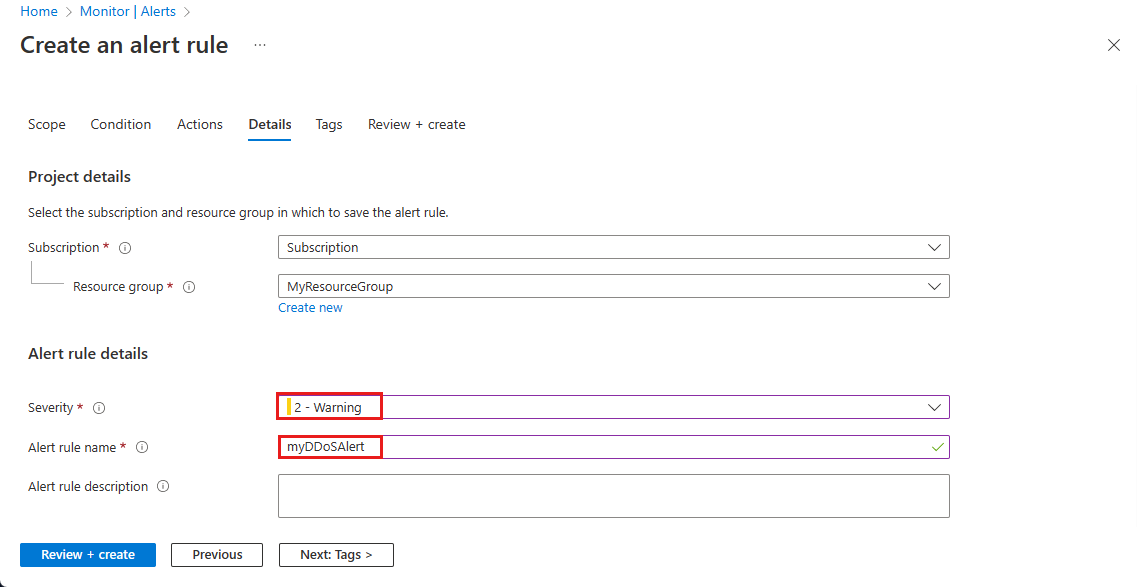 Home > Monitor | Alerts >
Create an alert rule ...
Scope Condition Actions Details Tags Review + create
Project details
Select the subscription and resource group in which to save the alert rule.
Subscription * Subscription
Resource group * MyResourceGroup
Create new
Alert rule details
Severity * 2 - Warning
Alert rule name * myDDoSAlert
Alert rule description
Review + create Previous Next: Tags >